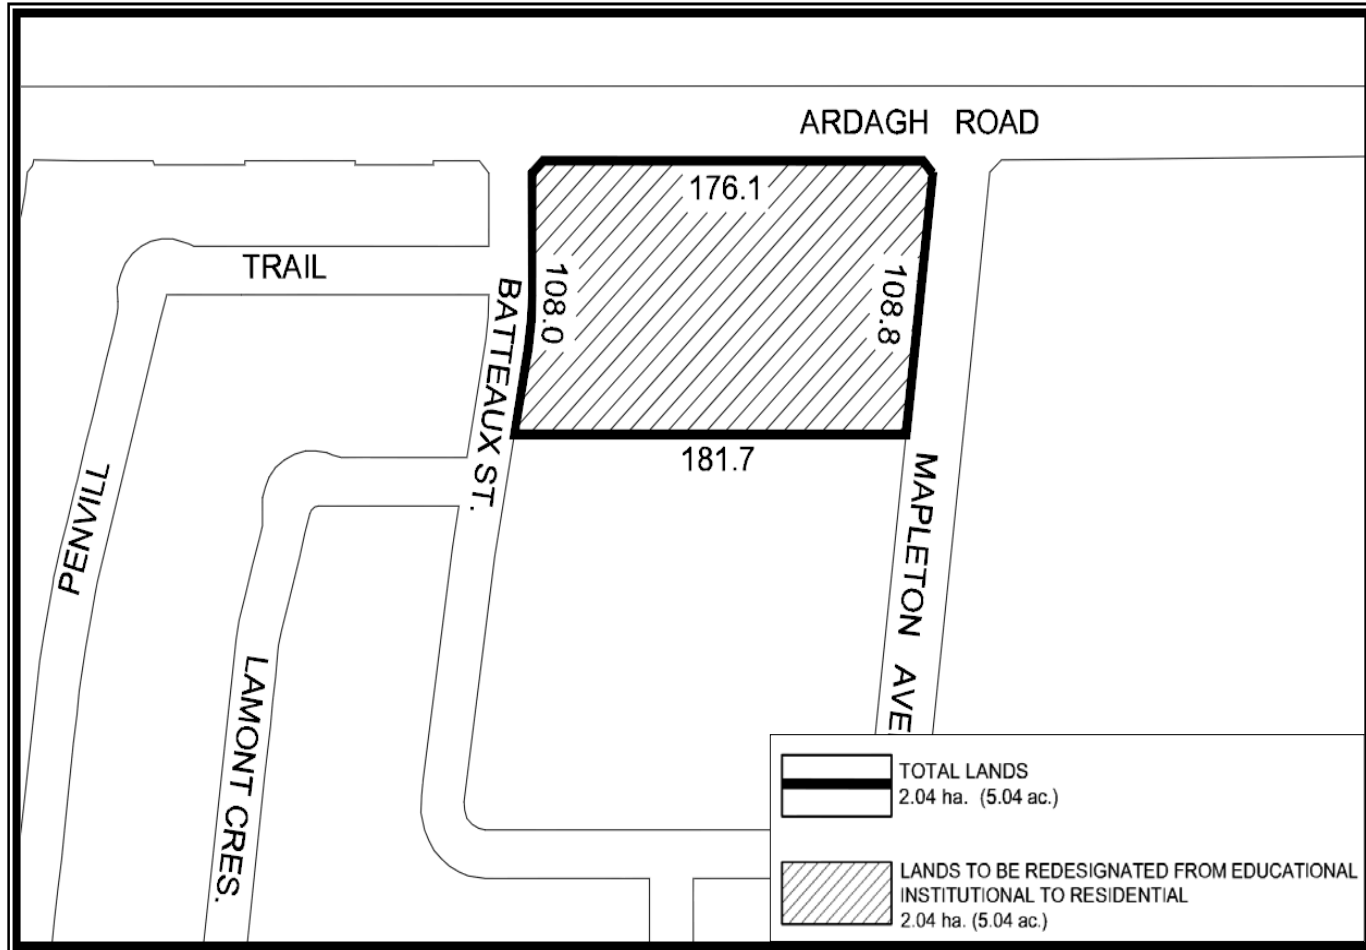 ARDAGH ROAD
176.1
TRAIL
108.0
108.8
BATTEAUX ST.
181.7
PENVILL
MAPLETON AVE
LAMONT CRES.
TOTAL LANDS
2.04 ha. (5.04 ac.)
LANDS TO BE REDESIGNATED FROM EDUCATIONAL
INSTITUTIONAL TO RESIDENTIAL
2.04 ha. (5.04 ac.)